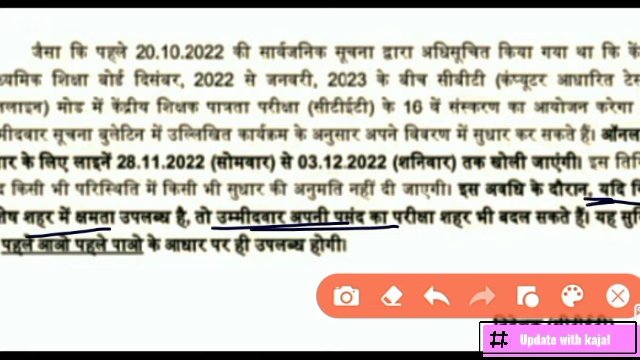 जैसा कि पहले 20.10.2022 की सार्वजनिक सूचना द्वारा अधिसूचित किया गया था कि कें
ध्यमिक शिक्षा बोर्ड दिसंबर, 2022 से जनवरी, 2023 के बीच सीबीटी (कंप्यूटर आधारित टे
नलाइन) मोड में केंद्रीय शिक्षक पात्रता परीक्षा (सीटीईटी) के 16 वें संस्करण का आयोजन करेगा
मीदवार सूचना बुलेटिन में उल्लिखित कार्यक्रम के अनुसार अपने विवरण में सुधार कर सकते हैं। ऑनल
धार के लिए लाइनें 28.11.2022 (सोमवार) से 03.12.2022 (शनिवार) तक खोली जाएंगी। इस तिि
द किसी भी परिस्थिति में किसी भी सुधार की अनुमति नहीं दी जाएगी। इस अवधि के दौरान, यदि
शेष शहर में क्षमता उपलब्ध है, तो उम्मीदवार अपनी पसंद का परीक्षा शहर भी बदल सकते हैं। यह सुि
पहले आओ पहले पाओ के आधार पर ही उपलब्ध होगी।
# Update with kajal